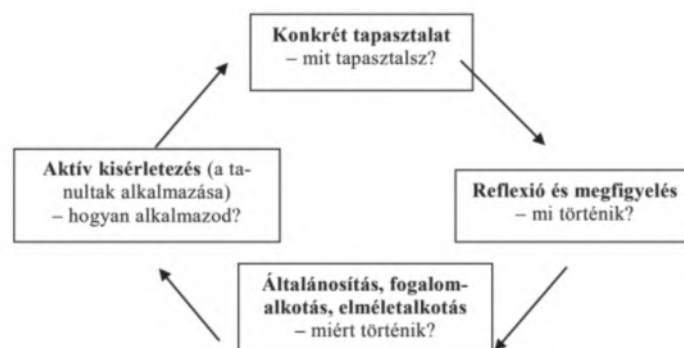 Konkrét tapasztalat
– mit tapasztalsz?
Aktív kisérletezés (a ta-
nultak alkalmazása)
– hogyan alkalmazod?
Reflexió és megfigyelés
– mi történik?
Általánosítás, fogalom-
alkotás, elméletalkotás
– miért történik?